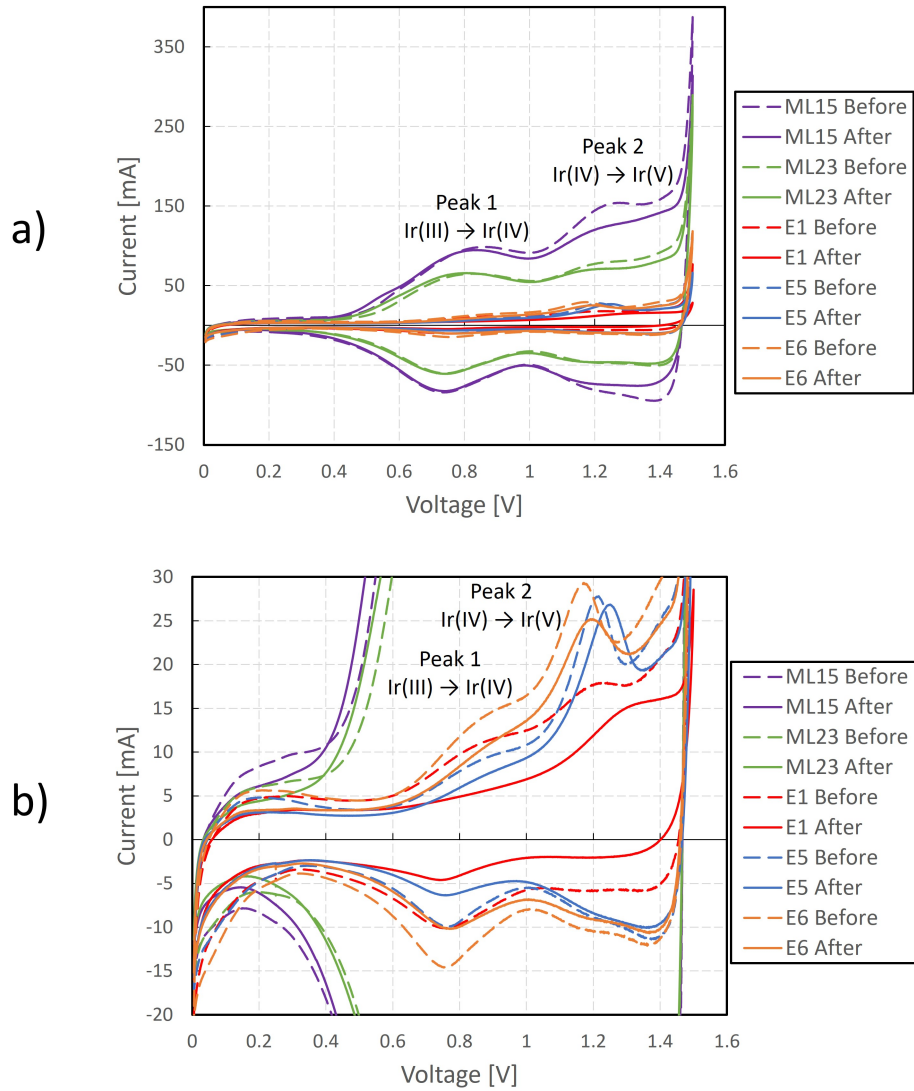 a)
Current [mA]
350
250
150
50
-50
-150
0
0.2
0.4
0.6
0.8
1
1.2
1.4
1.6
Voltage [V]
Peak 1
Ir(III) → Ir(IV)
Peak 2
Ir(IV) → Ir(V)
ML15 Before
ML15 After
ML23 Before
ML23 After
E1 Before
E1 After
E5 Before
E5 After
E6 Before
E6 After
b)
Current [mA]
30
25
20
15
10
5
0
-5
-10
-15
-20
0
0.2
0.4
0.6
0.8
1
1.2
1.4
1.6
Voltage [V]
Peak 2
Ir(IV) → Ir(V)
Peak 1
Ir(III) → Ir(IV)
ML15 Before
ML15 After
ML23 Before
ML23 After
E1 Before
E1 After
E5 Before
E5 After
E6 Before
E6 After